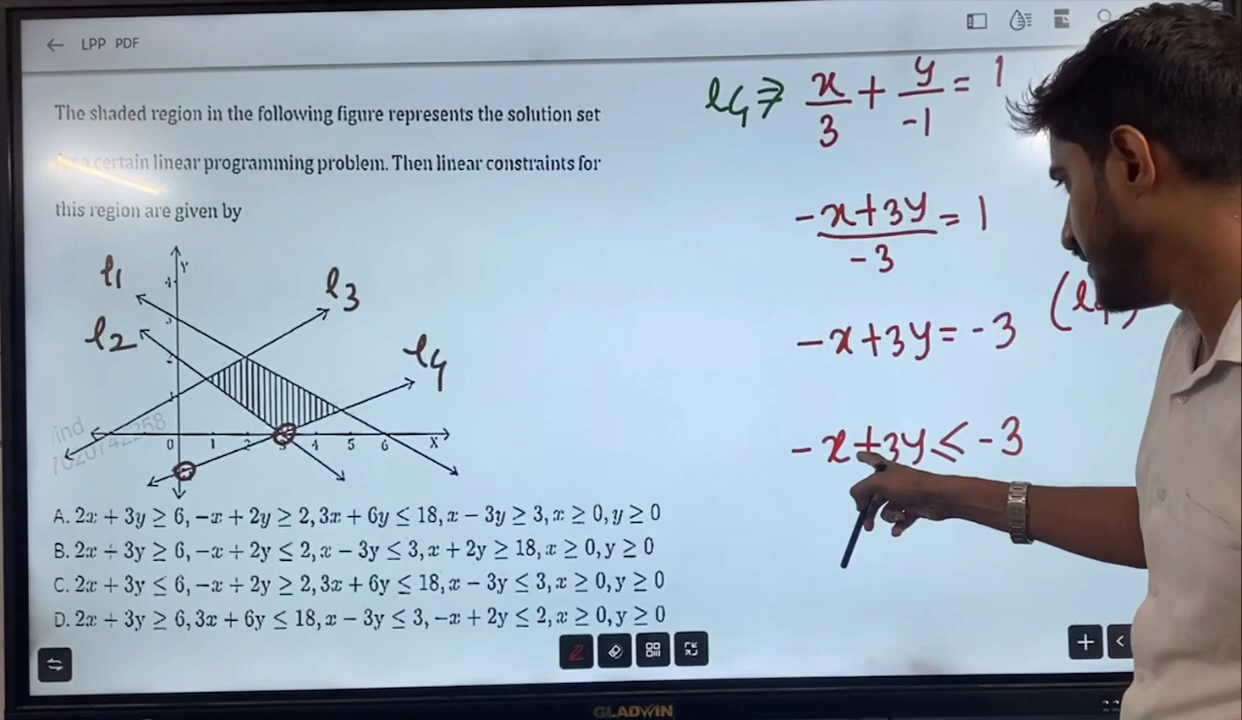 LPP PDF
The shaded region in the following figure represents the solution set
certain linear programming problem. Then linear constraints for
this region are given by
l1
l2
l3
l4
Y
4
3
2
1
0 1 2 3 4 5 6 X
A. 2x + 3y ≥ 6, −x + 2y ≥ 2, 3x + 6y ≤ 18, x − 3y ≥ 3, x ≥ 0, y ≥ 0
B. 2x + 3y ≥ 6, −x + 2y ≤ 2, x − 3y ≤ 3, x + 2y ≥ 18, x ≥ 0, y ≥ 0
C. 2x + 3y ≤ 6, −x + 2y ≥ 2, 3x + 6y ≤ 18, x − 3y ≤ 3, x ≥ 0, y ≥ 0
D. 2x + 3y ≥ 6, 3x + 6y ≤ 18, x − 3y ≤ 3, −x + 2y ≤ 2, x ≥ 0, y ≥ 0
l4 ⇒ x/3 + y/-1 = 1
-x+3y/-3 = 1
-x+3y = -3
-x+3y ≤ -3
GLADWIN